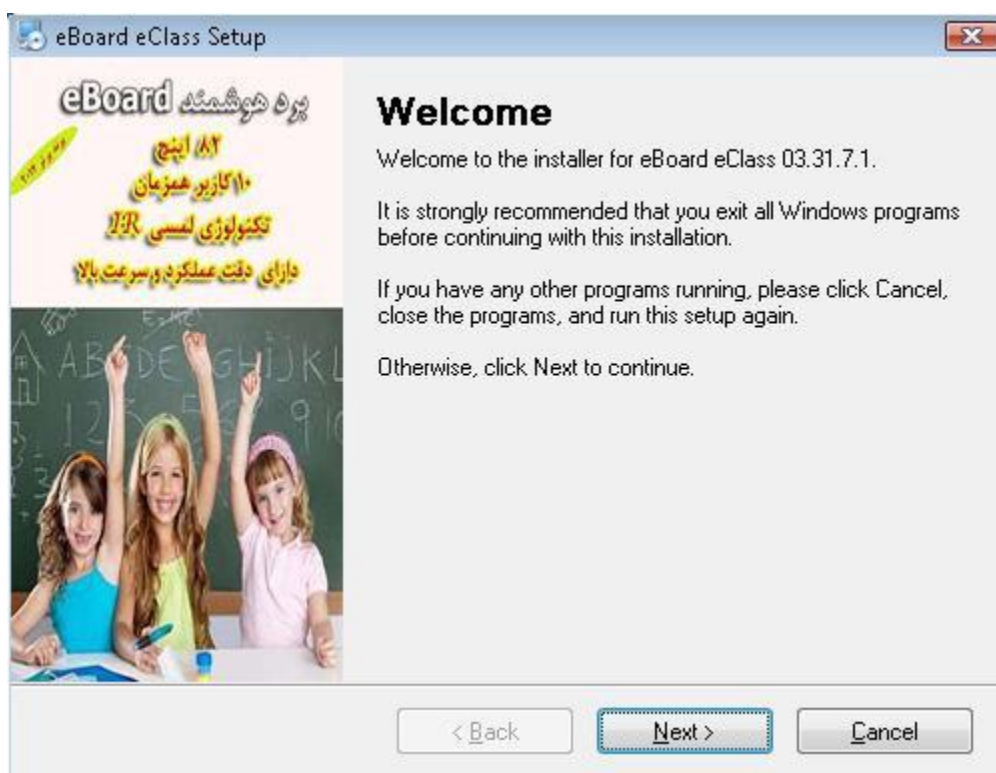 eBoard eClass Setup
برد هوشمند eBoard
۸۲ اینچ
۱۰ کاربر همزمان
تکنولوژی لمسی IR
دارای دقت عملکرد و سرعت بالا
ABCDEFGHIJKL
Welcome
Welcome to the installer for eBoard eClass 03.31.7.1.
It is strongly recommended that you exit all Windows programs
before continuing with this installation.
If you have any other programs running, please click Cancel,
close the programs, and run this setup again.
Otherwise, click Next to continue.
< Back
Next >
Cancel